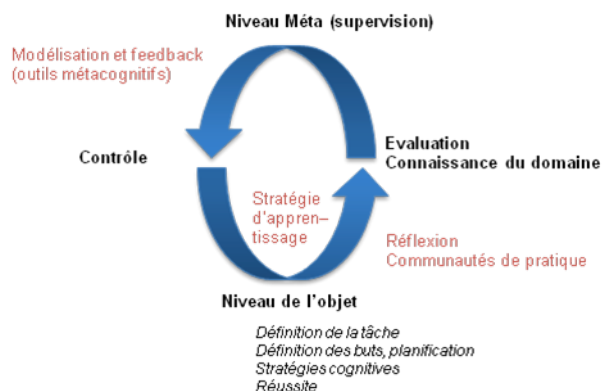 Niveau Méta (supervision)
Modélisation et feedback
(outils métacognitifs)
Contrôle
Evaluation
Connaissance du domaine
Stratégie
d'appren–
tissage
Réflexion
Communautés de pratique
Niveau de l'objet
Définition de la tâche
Définition des buts, planification
Stratégies cognitives
Réussite